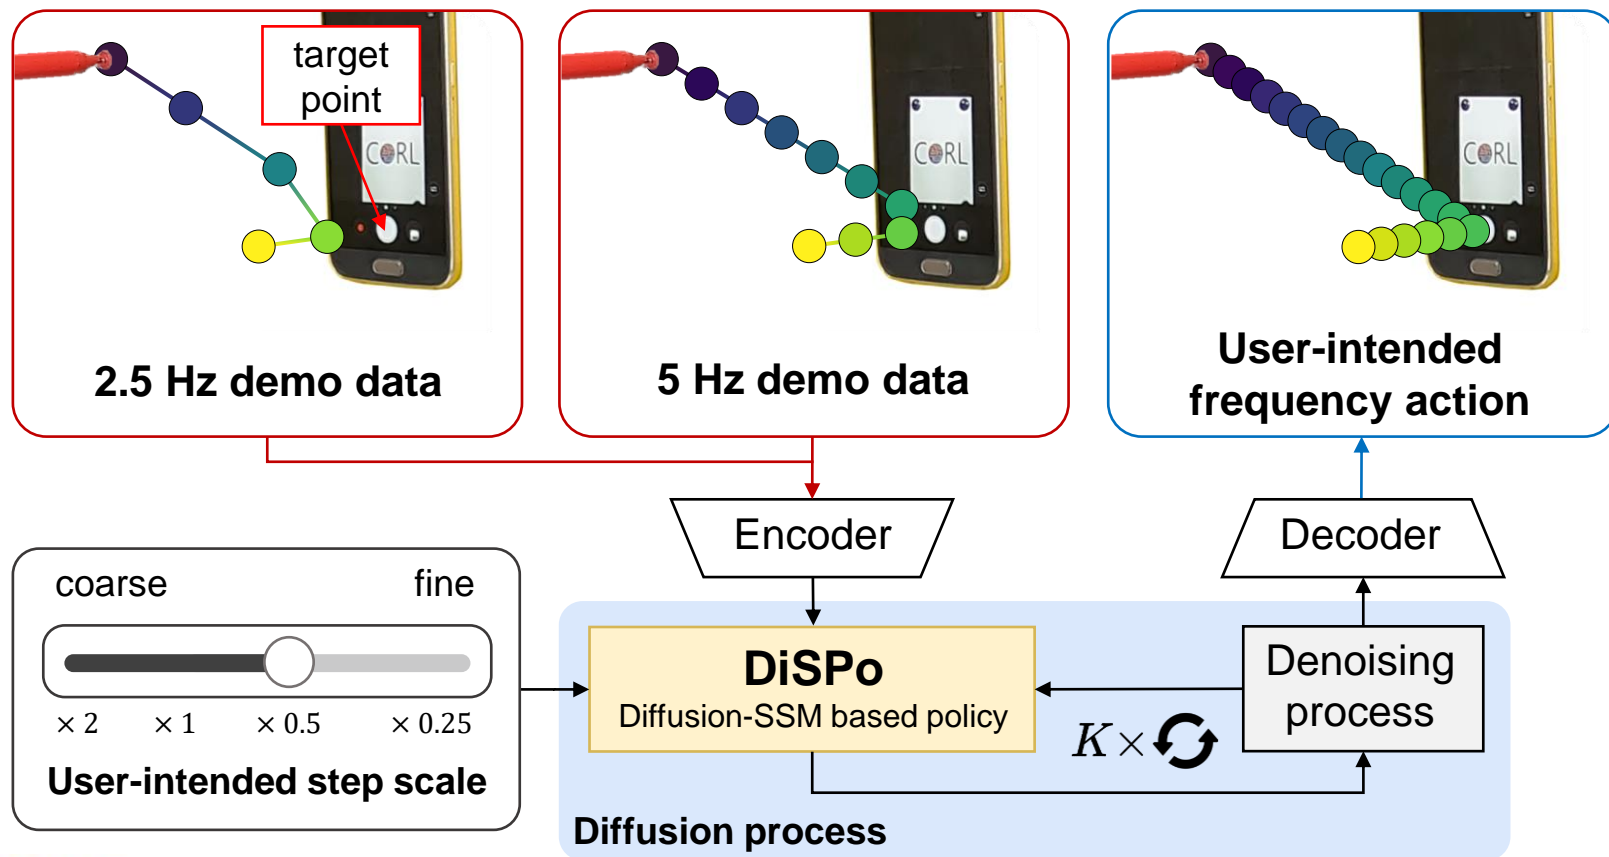 target
point
CORL
CORL
CORL
2.5 Hz demo data
5 Hz demo data
User-intended
frequency action
Encoder
Decoder
coarse
fine
× 2
× 1
× 0.5
× 0.25
User-intended step scale
DiSPo
Diffusion-SSM based policy
K×
Denoising
process
Diffusion process